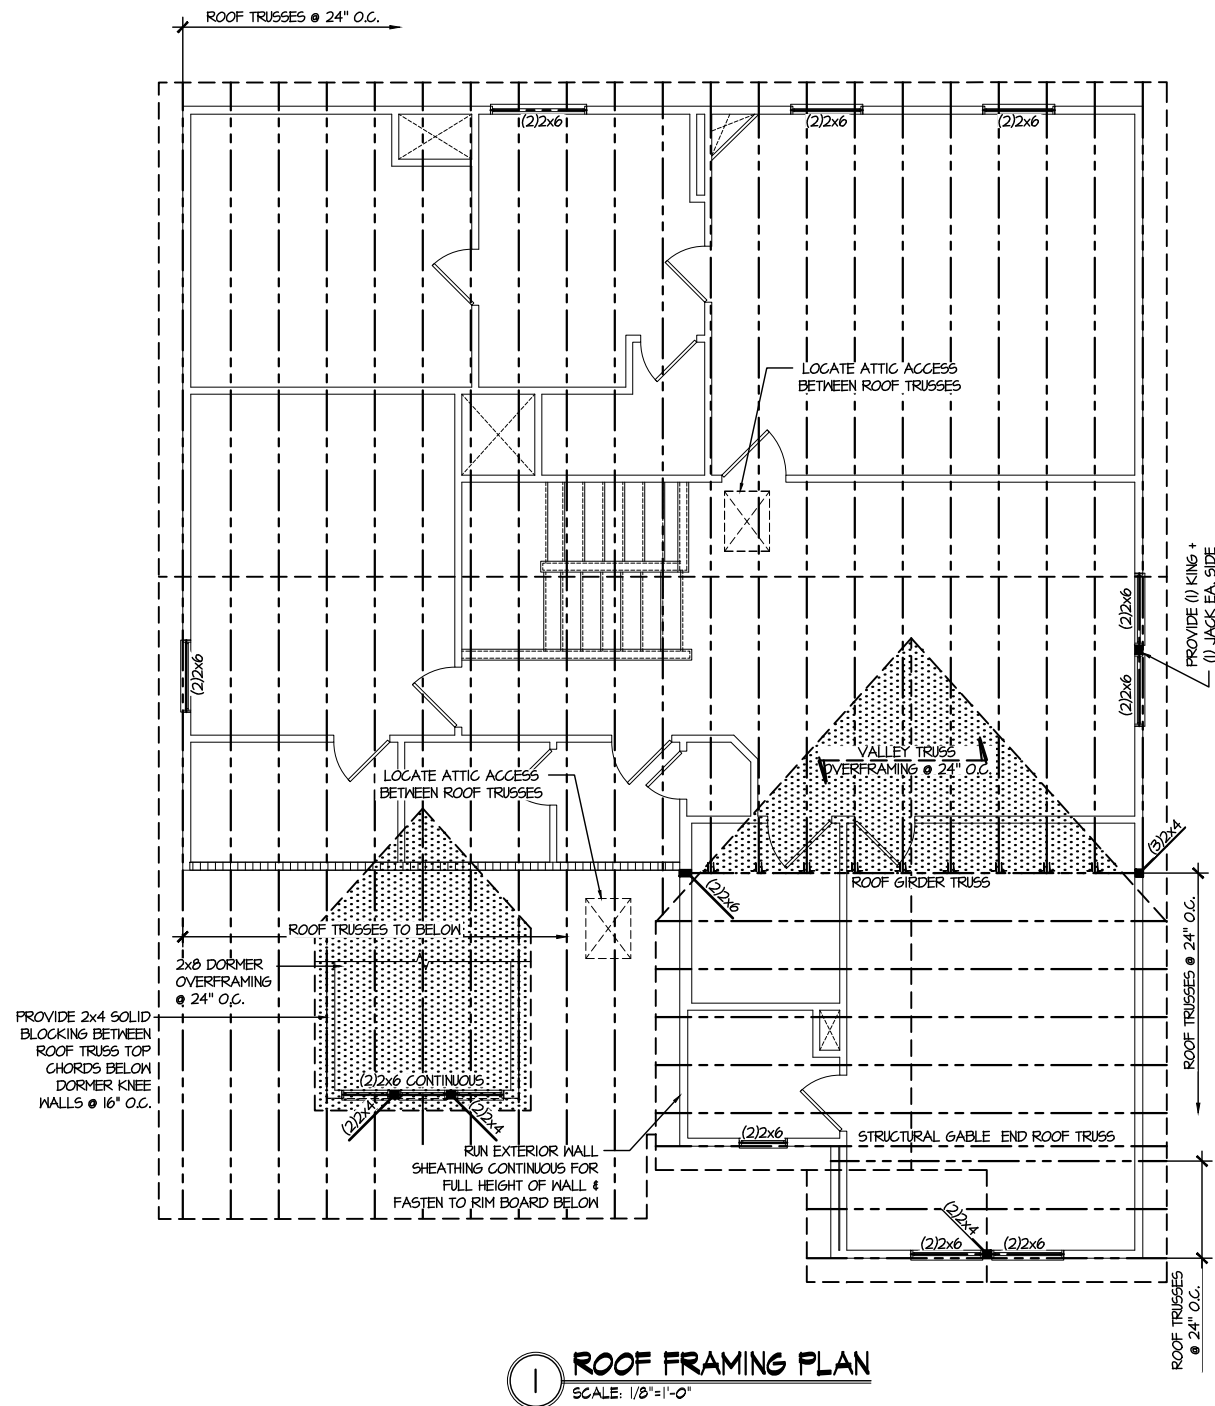 ROOF TRUSSES @ 24" O.C.
(2)2x6
(2)2x6
(2)2x6
LOCATE ATTIC ACCESS
BETWEEN ROOF TRUSSES
PROVIDE (1) KING +
(1) JACK EA. SIDE
(2)2x6
(2)2x6
(2)2x6
VALLEY TRUSS
OVERFRAMING @ 24" O.C.
LOCATE ATTIC ACCESS
BETWEEN ROOF TRUSSES
(3)2x4
ROOF GIRDER TRUSS
(2)2x6
ROOF TRUSSES TO BELOW
2x8 DORMER
OVERFRAMING
@ 24" O.C.
ROOF TRUSSES @ 24" O.C.
PROVIDE 2x4 SOLID
BLOCKING BETWEEN
ROOF TRUSS TOP
CHORDS BELOW
DORMER KNEE
WALLS @ 16" O.C.
(2)2x6 CONTINUOUS
(2)2x4
(2)2x4
(2)2x6
STRUCTURAL GABLE END ROOF TRUSS
RUN EXTERIOR WALL
SHEATHING CONTINUOUS FOR
FULL HEIGHT OF WALL &
FASTEN TO RIM BOARD BELOW
(2)2x4
(2)2x6
(2)2x6
ROOF TRUSSES
@ 24" O.C.
1
ROOF FRAMING PLAN
SCALE: 1/8"=1'-0"